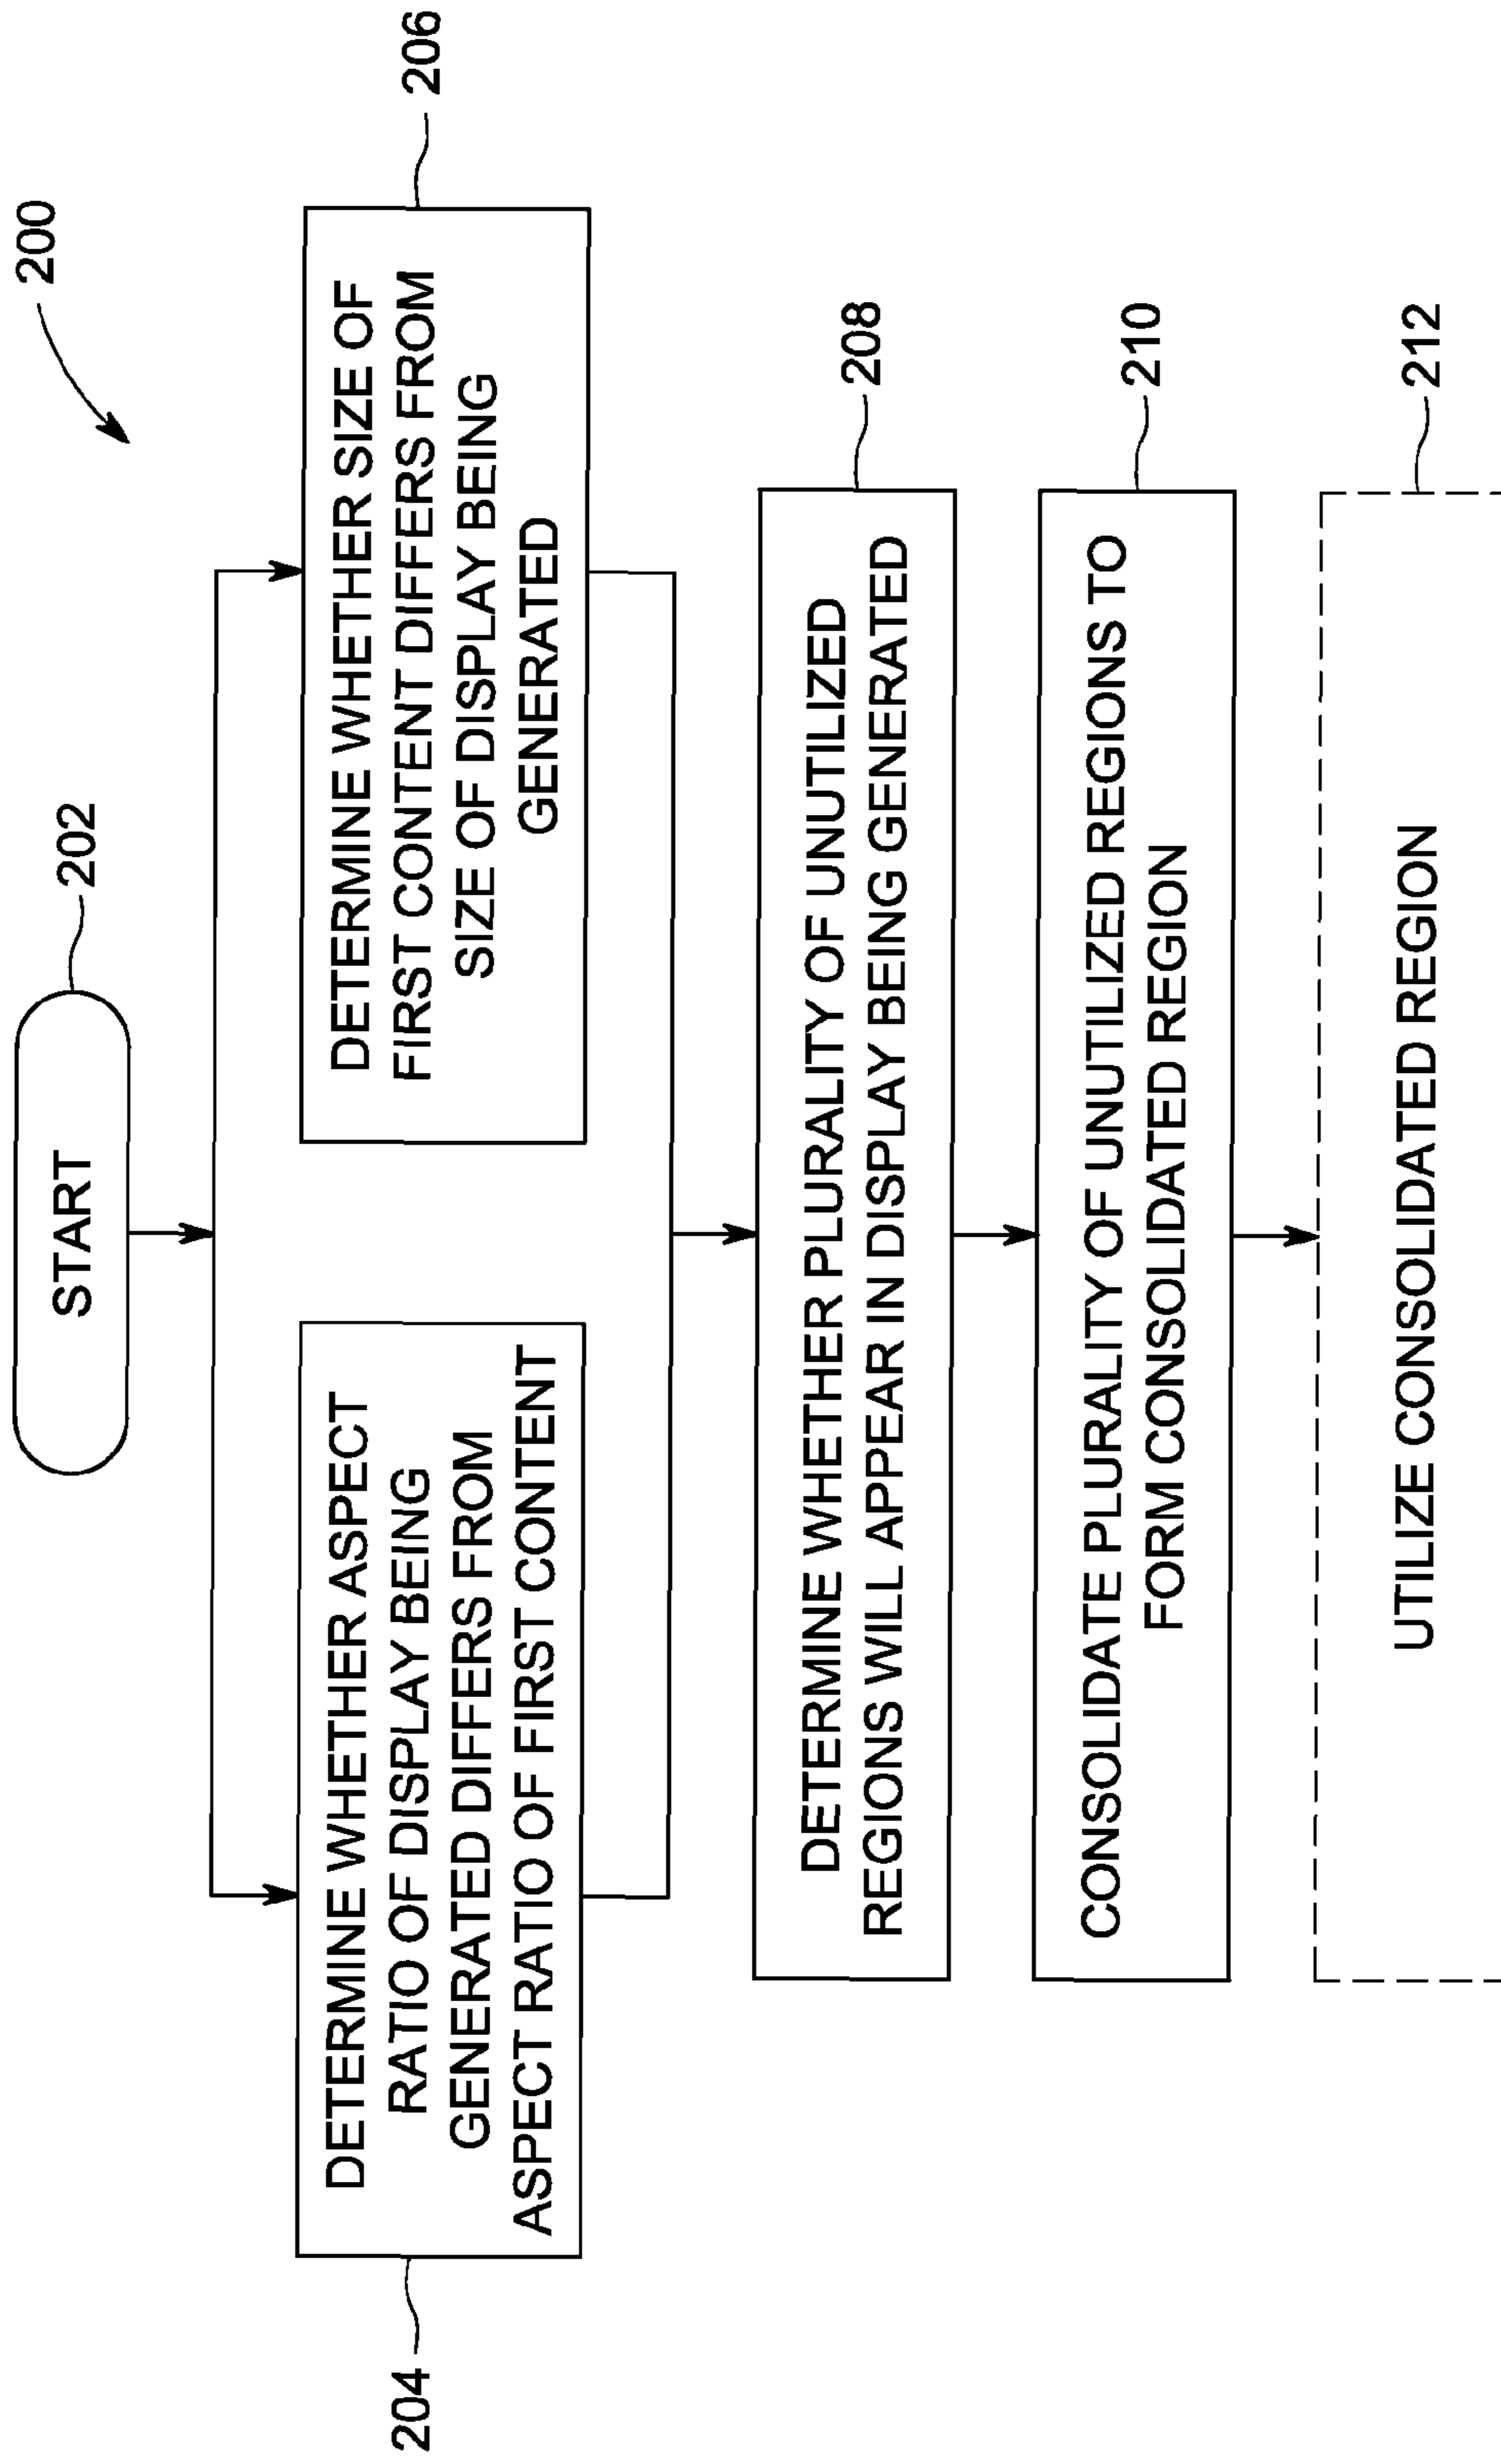 200
START
202
DETERMINE WHETHER ASPECT
RATIO OF DISPLAY BEING
GENERATED DIFFERS FROM
ASPECT RATIO OF FIRST CONTENT
204
DETERMINE WHETHER SIZE OF
FIRST CONTENT DIFFERS FROM
SIZE OF DISPLAY BEING
GENERATED
206
DETERMINE WHETHER PLURALITY OF UNUTILIZED
REGIONS WILL APPEAR IN DISPLAY BEING GENERATED
208
CONSOLIDATE PLURALITY OF UNUTILIZED REGIONS TO
FORM CONSOLIDATED REGION
210
UTILIZE CONSOLIDATED REGION
212